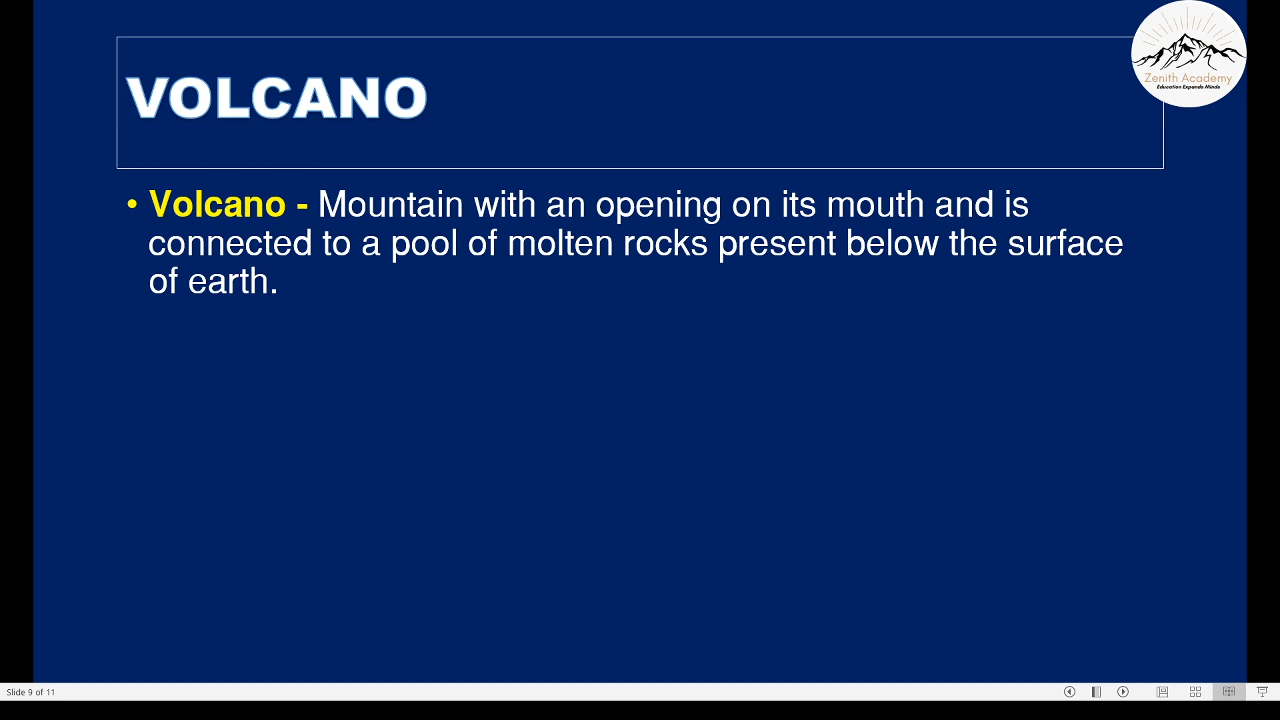 Zenith Academy
Education Expands Minds
VOLCANO
• Volcano - Mountain with an opening on its mouth and is
connected to a pool of molten rocks present below the surface
of earth.
Slide 9 of 11